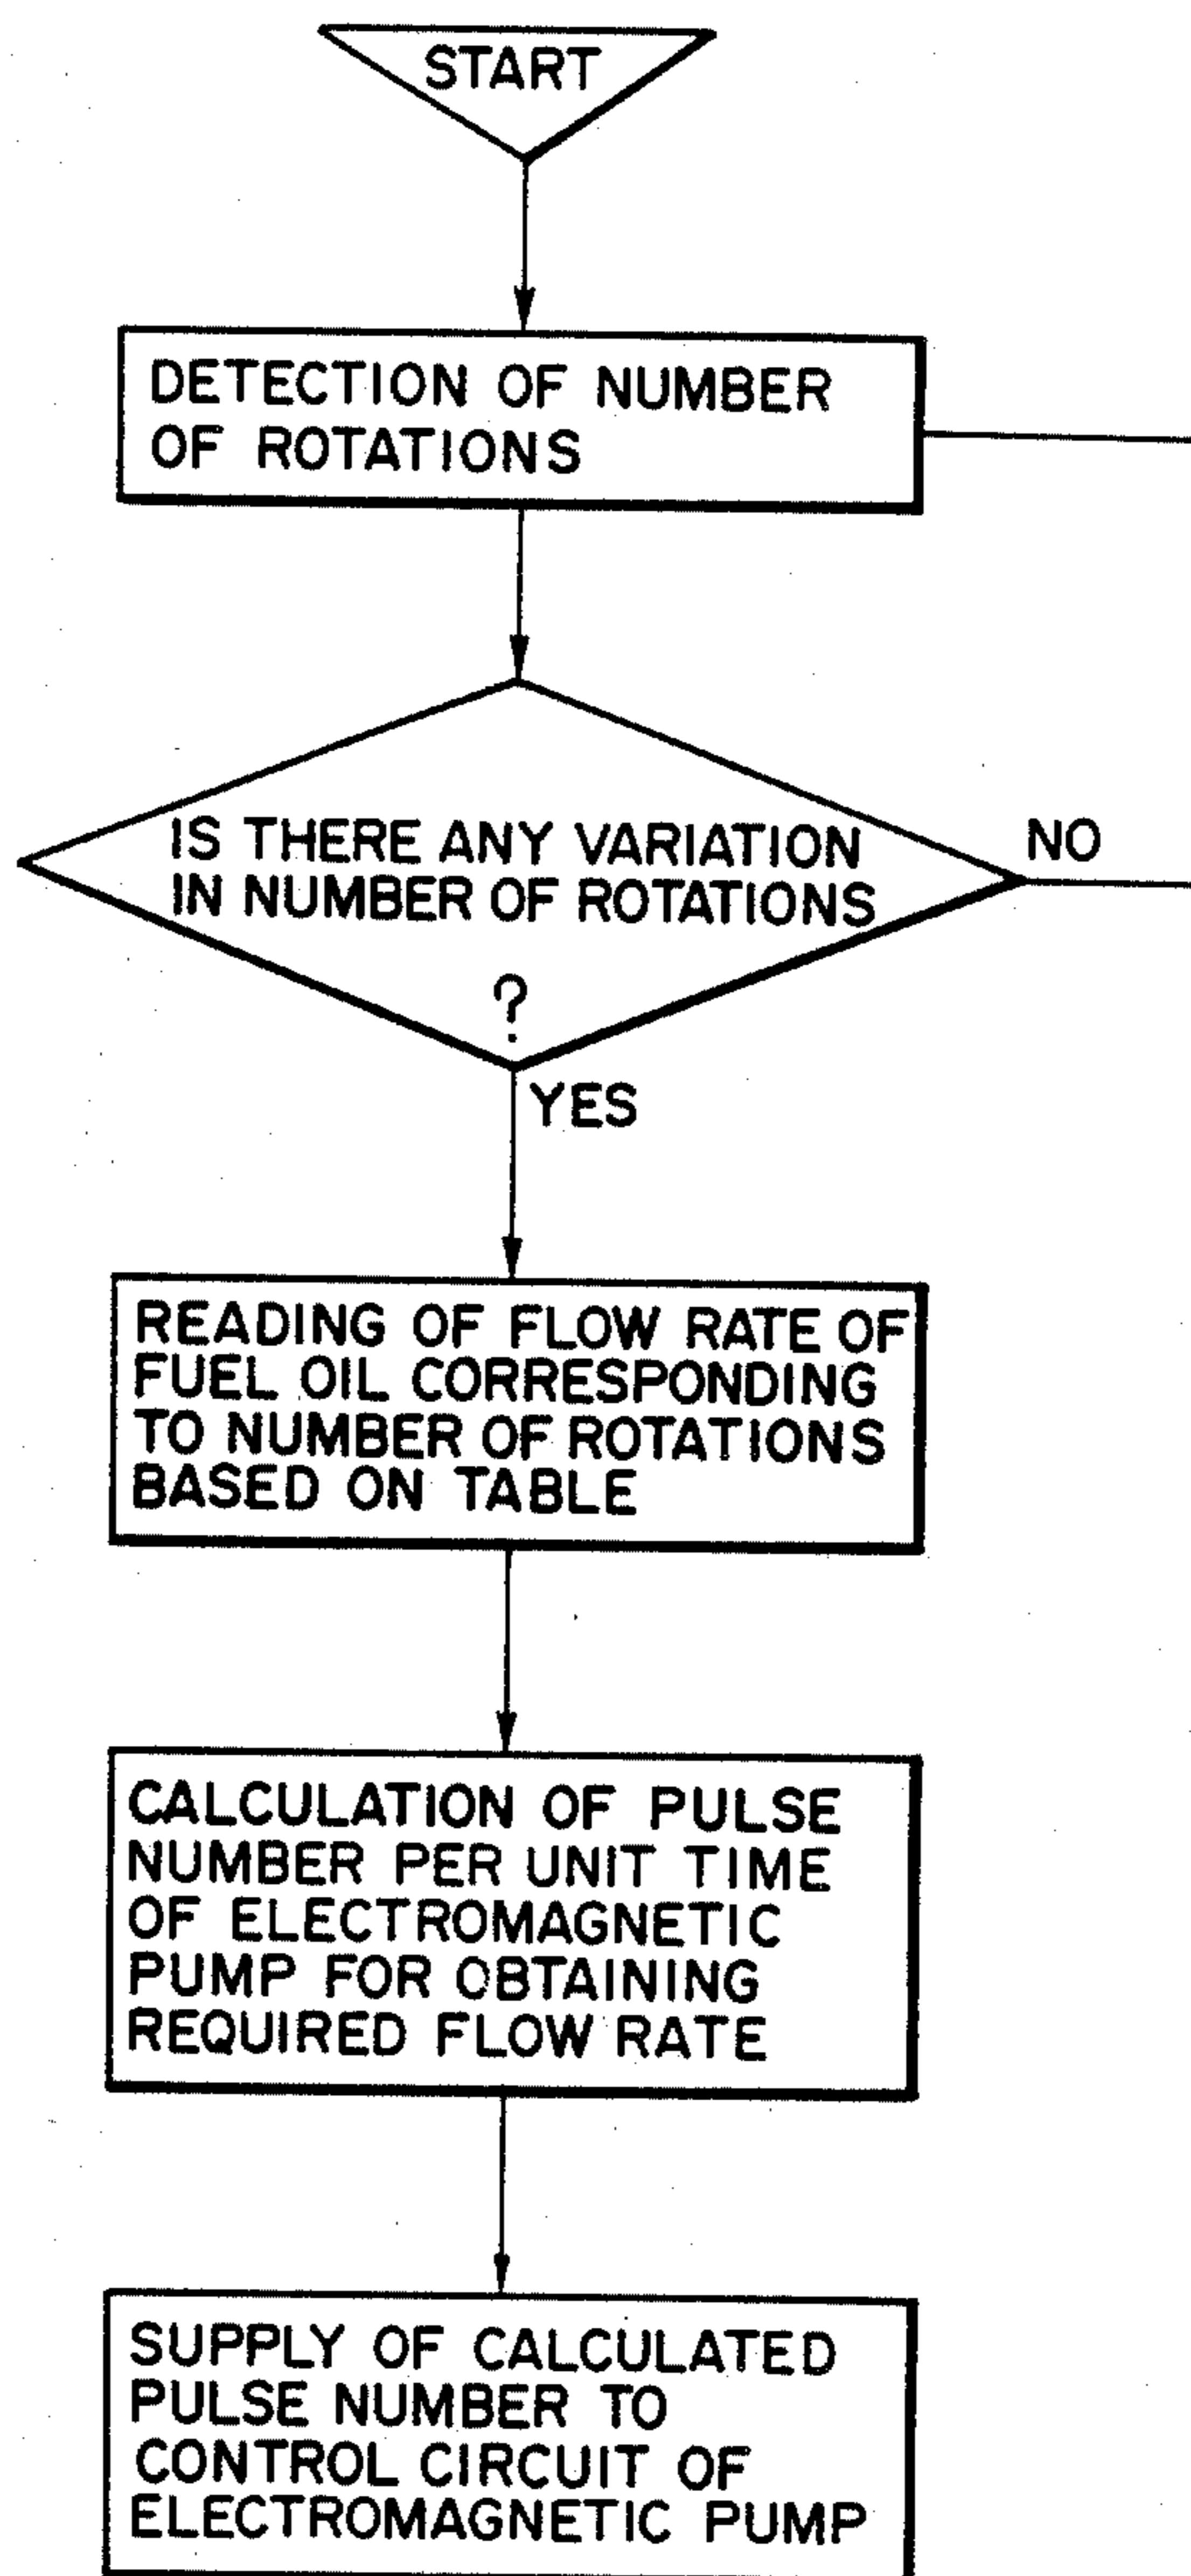 START
DETECTION OF NUMBER
OF ROTATIONS
IS THERE ANY VARIATION
IN NUMBER OF ROTATIONS
?
NO
YES
READING OF FLOW RATE OF
FUEL OIL CORRESPONDING
TO NUMBER OF ROTATIONS
BASED ON TABLE
CALCULATION OF PULSE
NUMBER PER UNIT TIME
OF ELECTROMAGNETIC
PUMP FOR OBTAINING
REQUIRED FLOW RATE
SUPPLY OF CALCULATED
PULSE NUMBER TO
CONTROL CIRCUIT OF
ELECTROMAGNETIC PUMP